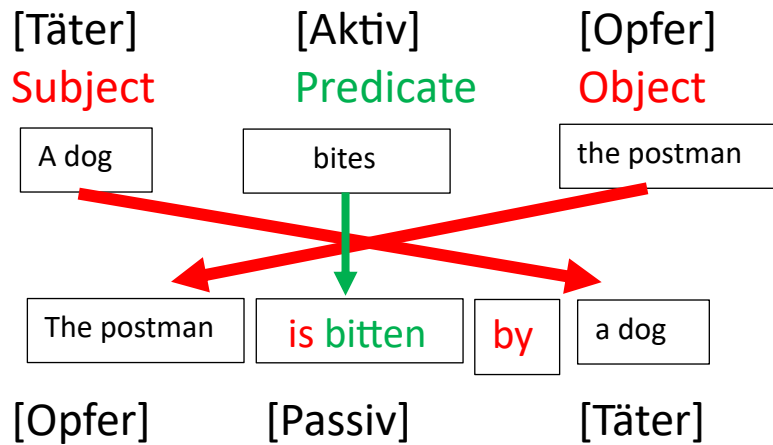 [Täter] [Aktiv] [Opfer]
Subject Predicate Object
A dog bites the postman
The postman is bitten by a dog
[Opfer] [Passiv] [Täter]